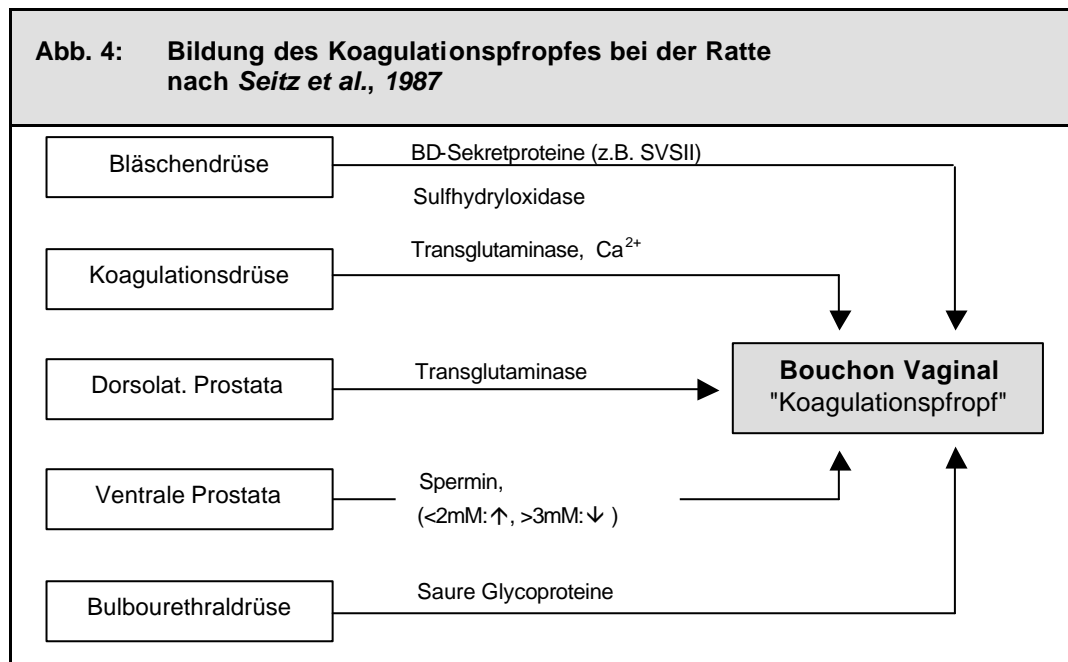 Abb. 4: Bildung des Koagulationspfropfes bei der Ratte
nach Seitz et al., 1987
Bläschendrüse
BD-Sekretproteine (z.B. SVSII)
Sulfhydryloxidase
Koagulationsdrüse
Transglutaminase, Ca²⁺
Dorsolat. Prostata
Transglutaminase
Bouchon Vaginal
"Koagulationspfropf"
Ventrale Prostata
Spermin,
(<2mM:↑, >3mM:↓ )
Bulbourethraldrüse
Saure Glycoproteine